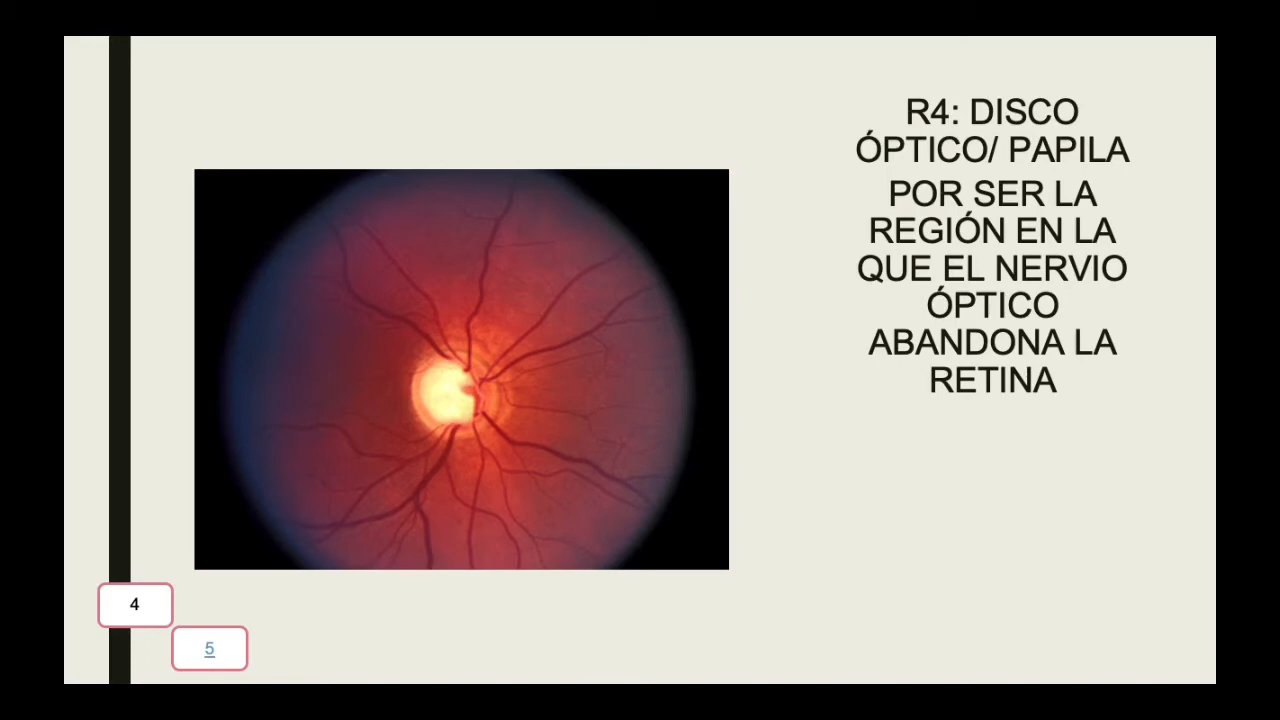 R4: DISCO
ÓPTICO/ PAPILA
POR SER LA
REGIÓN EN LA
QUE EL NERVIO
ÓPTICO
ABANDONA LA
RETINA
4
5